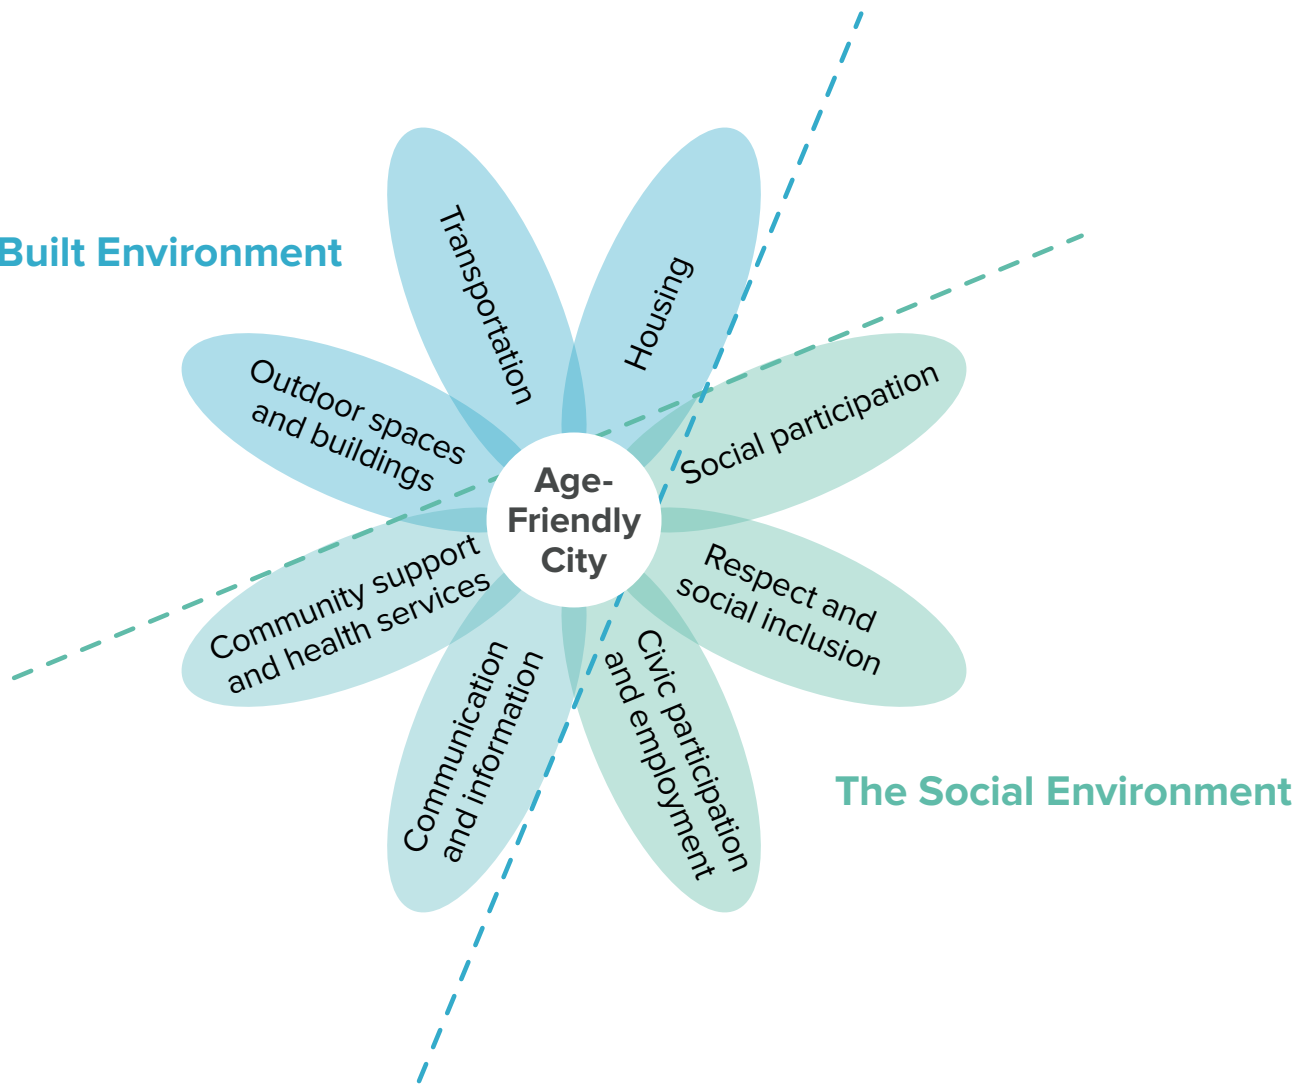 Built Environment
Transportation
Housing
Outdoor spaces
and buildings
Social participation
Age-
Friendly
City
Community support
and health services
Respect and
social inclusion
Communication
and information
Civic participation
and employment
The Social Environment